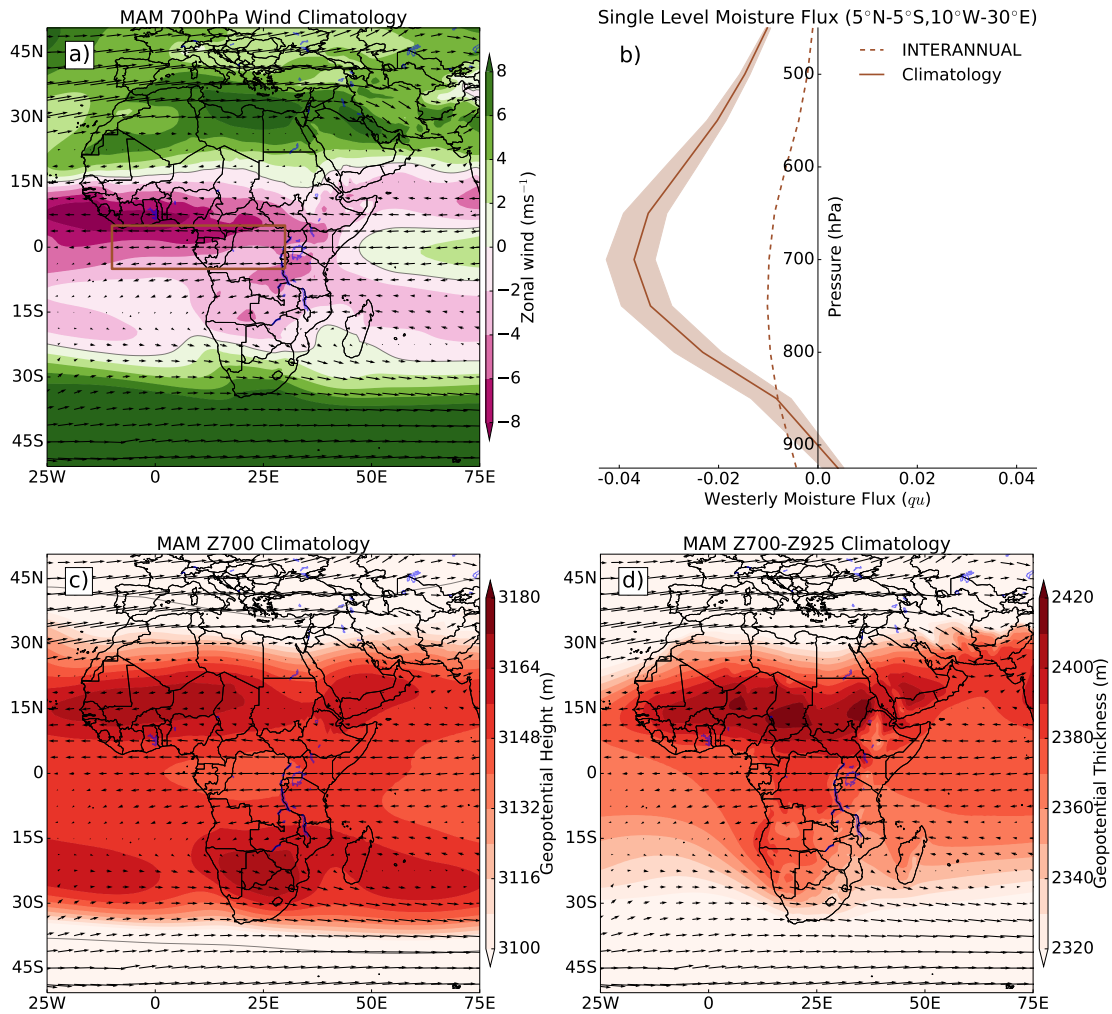 MAM 700hPa Wind Climatology
a)
45N
30N
15N
0
15S
30S
45S
25W 0 25E 50E 75E
8
6
4
2
0
−2
−4
−6
−8
Zonal wind (ms⁻¹)
Single Level Moisture Flux (5°N-5°S,10°W-30°E)
b)
INTERANNUAL
Climatology
500
600
700
800
900
Pressure (hPa)
-0.04 -0.02 0.0 0.02 0.04
Westerly Moisture Flux (qu)
MAM Z700 Climatology
c)
45N
30N
15N
0
15S
30S
45S
25W 0 25E 50E 75E
3180
3164
3148
3132
3116
3100
Geopotential Height (m)
MAM Z700-Z925 Climatology
d)
45N
30N
15N
0
15S
30S
45S
25W 0 25E 50E 75E
2420
2400
2380
2360
2340
2320
Geopotential Thickness (m)